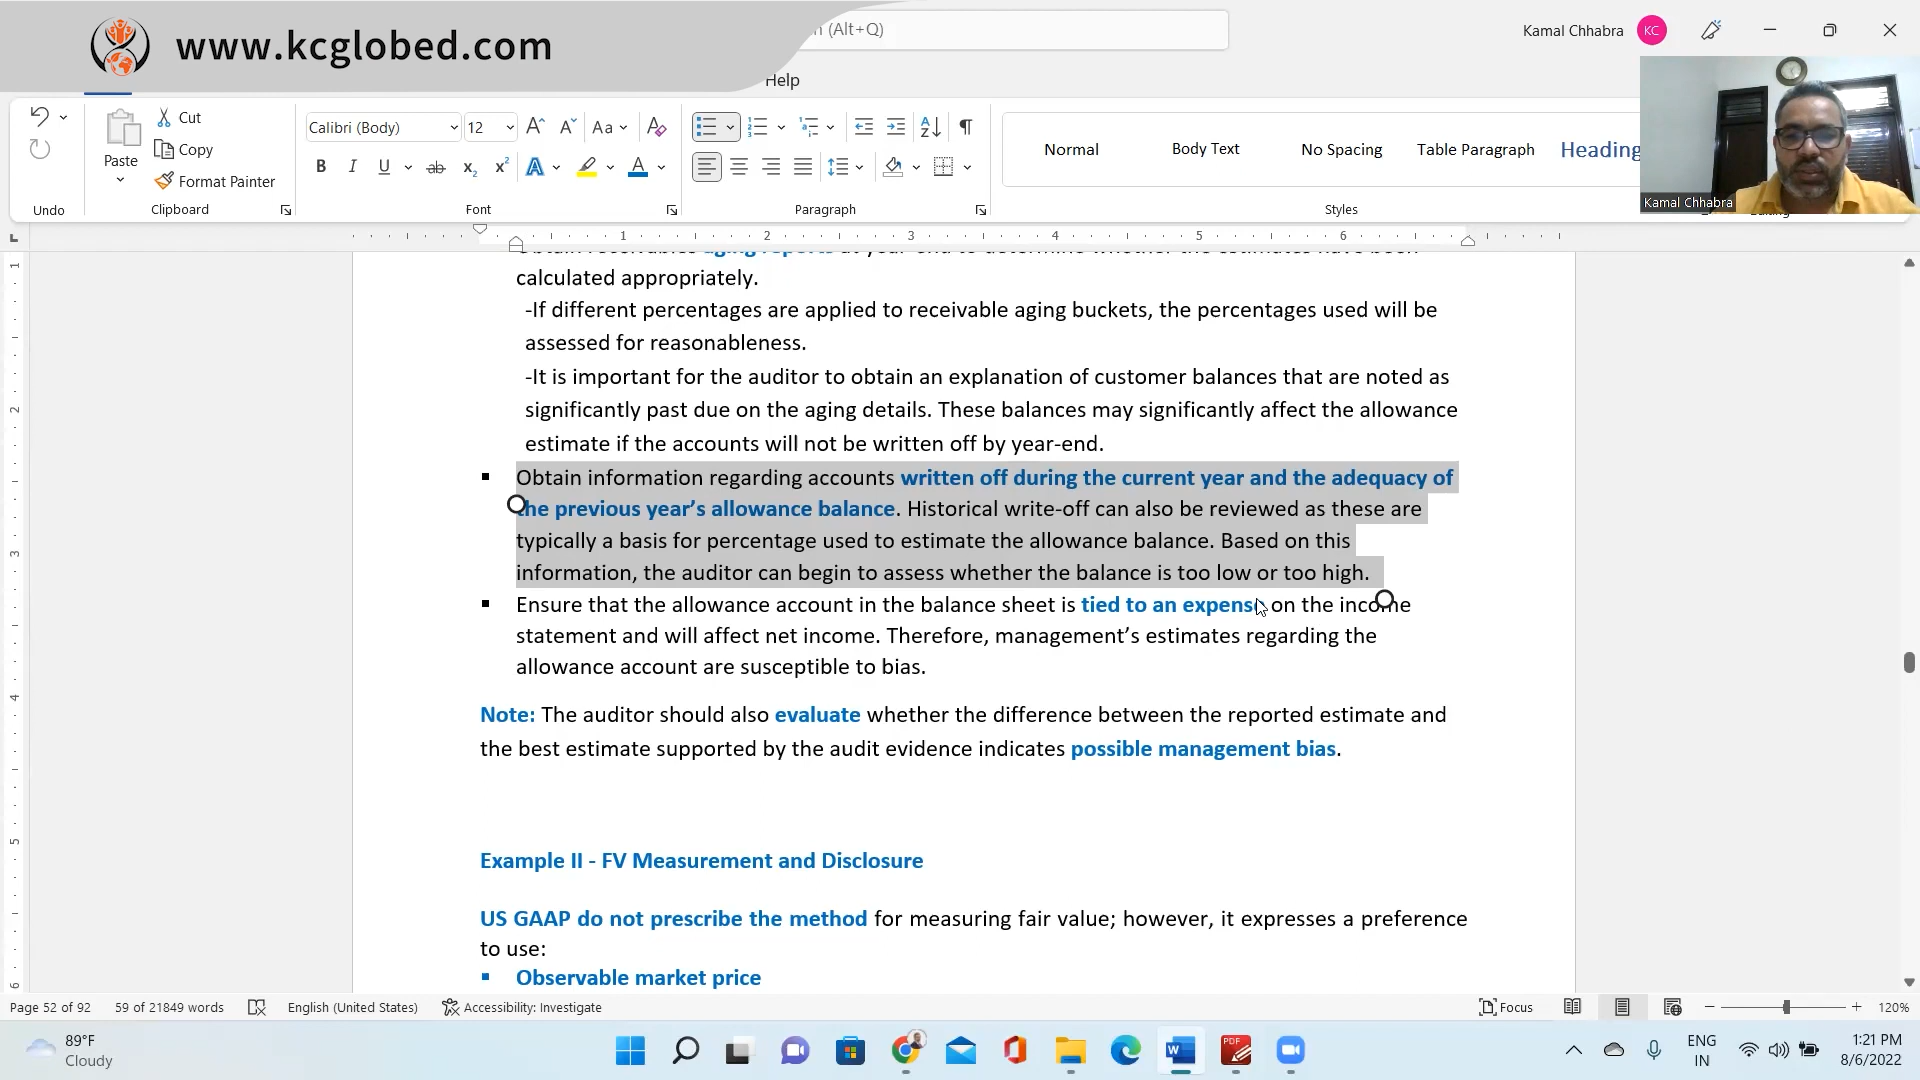 www.kcglobed.com
(Alt+Q)
Kamal Chhabra
KC
Help
Cut
Copy
Paste
Format Painter
Calibri (Body)
12
Normal
Body Text
No Spacing
Table Paragraph
Heading
Kamal Chhabra
Undo
Clipboard
Font
Paragraph
Styles
1 2 3 4 5 6
aging reports
calculated appropriately.
-If different percentages are applied to receivable aging buckets, the percentages used will be
assessed for reasonableness.
-It is important for the auditor to obtain an explanation of customer balances that are noted as
significantly past due on the aging details. These balances may significantly affect the allowance
estimate if the accounts will not be written off by year-end.
▪ Obtain information regarding accounts written off during the current year and the adequacy of
the previous year’s allowance balance. Historical write-off can also be reviewed as these are
typically a basis for percentage used to estimate the allowance balance. Based on this
information, the auditor can begin to assess whether the balance is too low or too high.
▪ Ensure that the allowance account in the balance sheet is tied to an expense on the income
statement and will affect net income. Therefore, management’s estimates regarding the
allowance account are susceptible to bias.
Note: The auditor should also evaluate whether the difference between the reported estimate and
the best estimate supported by the audit evidence indicates possible management bias.
Example II - FV Measurement and Disclosure
US GAAP do not prescribe the method for measuring fair value; however, it expresses a preference
to use:
▪ Observable market price
Page 52 of 92
59 of 21849 words
English (United States)
Accessibility: Investigate
Focus
120%
89°F
Cloudy
ENG
IN
1:21 PM
8/6/2022